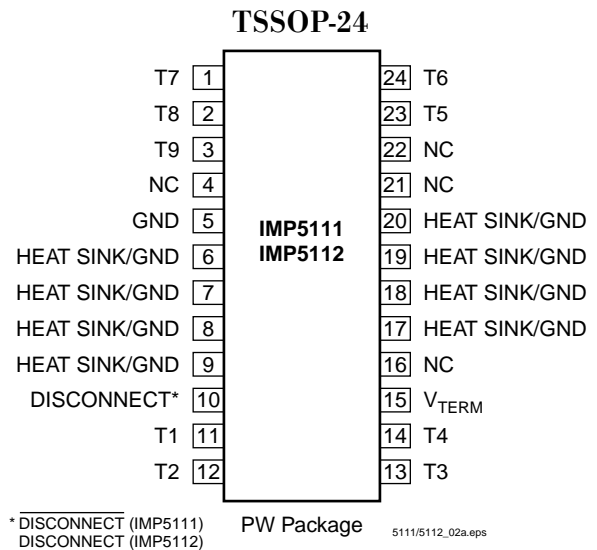 TSSOP-24
T7 1 24 T6
T8 2 23 T5
T9 3 22 NC
NC 4 21 NC
GND 5 20 HEAT SINK/GND
IMP5111
IMP5112
HEAT SINK/GND 6 19 HEAT SINK/GND
HEAT SINK/GND 7 18 HEAT SINK/GND
HEAT SINK/GND 8 17 HEAT SINK/GND
HEAT SINK/GND 9 16 NC
DISCONNECT* 10 15 VTERM
T1 11 14 T4
T2 12 13 T3
* DISCONNECT (IMP5111)
DISCONNECT (IMP5112)
PW Package
5111/5112_02a.eps